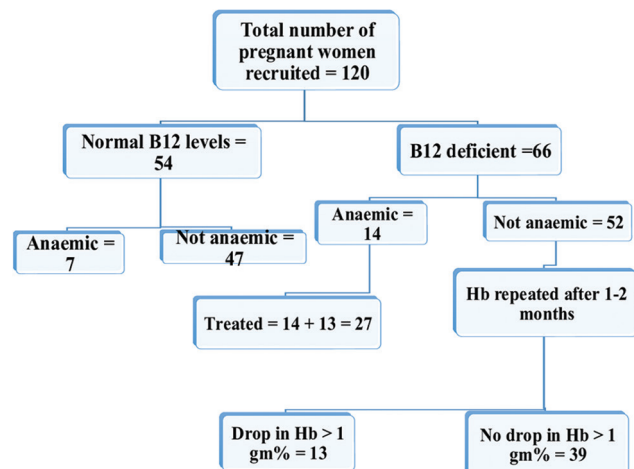 Total number of
pregnant women
recruited = 120
Normal B12 levels =
54
B12 deficient =66
Anaemic =
7
Not anaemic =
47
Anaemic =
14
Not anaemic = 52
Treated = 14 + 13 = 27
Hb repeated after 1-2
months
Drop in Hb > 1
gm% = 13
No drop in Hb > 1
gm% = 39